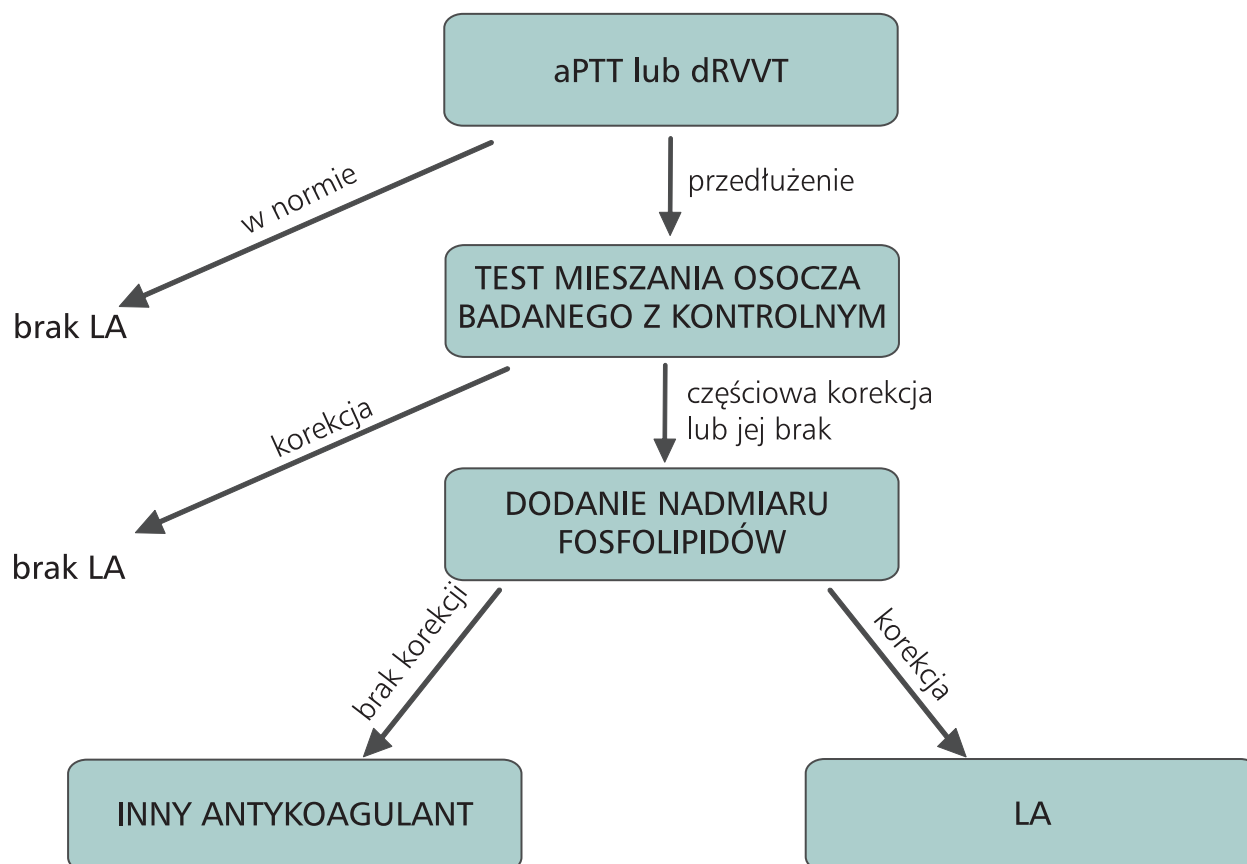 aPTT lub dRVVT
w normie
przedłużenie
brak LA
TEST MIESZANIA OSOCZA
BADANEGO Z KONTROLNYM
korekcja
częściowa korekcja
lub jej brak
brak LA
DODANIE NADMIARU
FOSFOLIPIDÓW
brak korekcji
korekcja
INNY ANTYKOAGULANT
LA